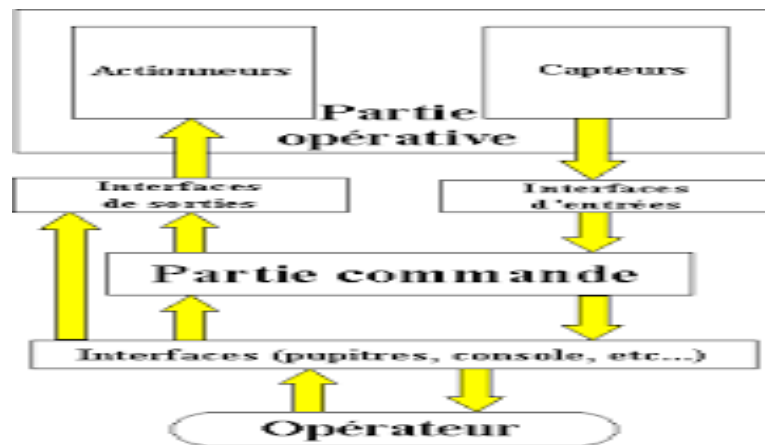 Actionneurs
Capteurs
Partie
opérative
Interfaces
de sorties
Interfaces
d'entrées
Partie commande
Interfaces (pupitres, console, etc...)
Opérateur